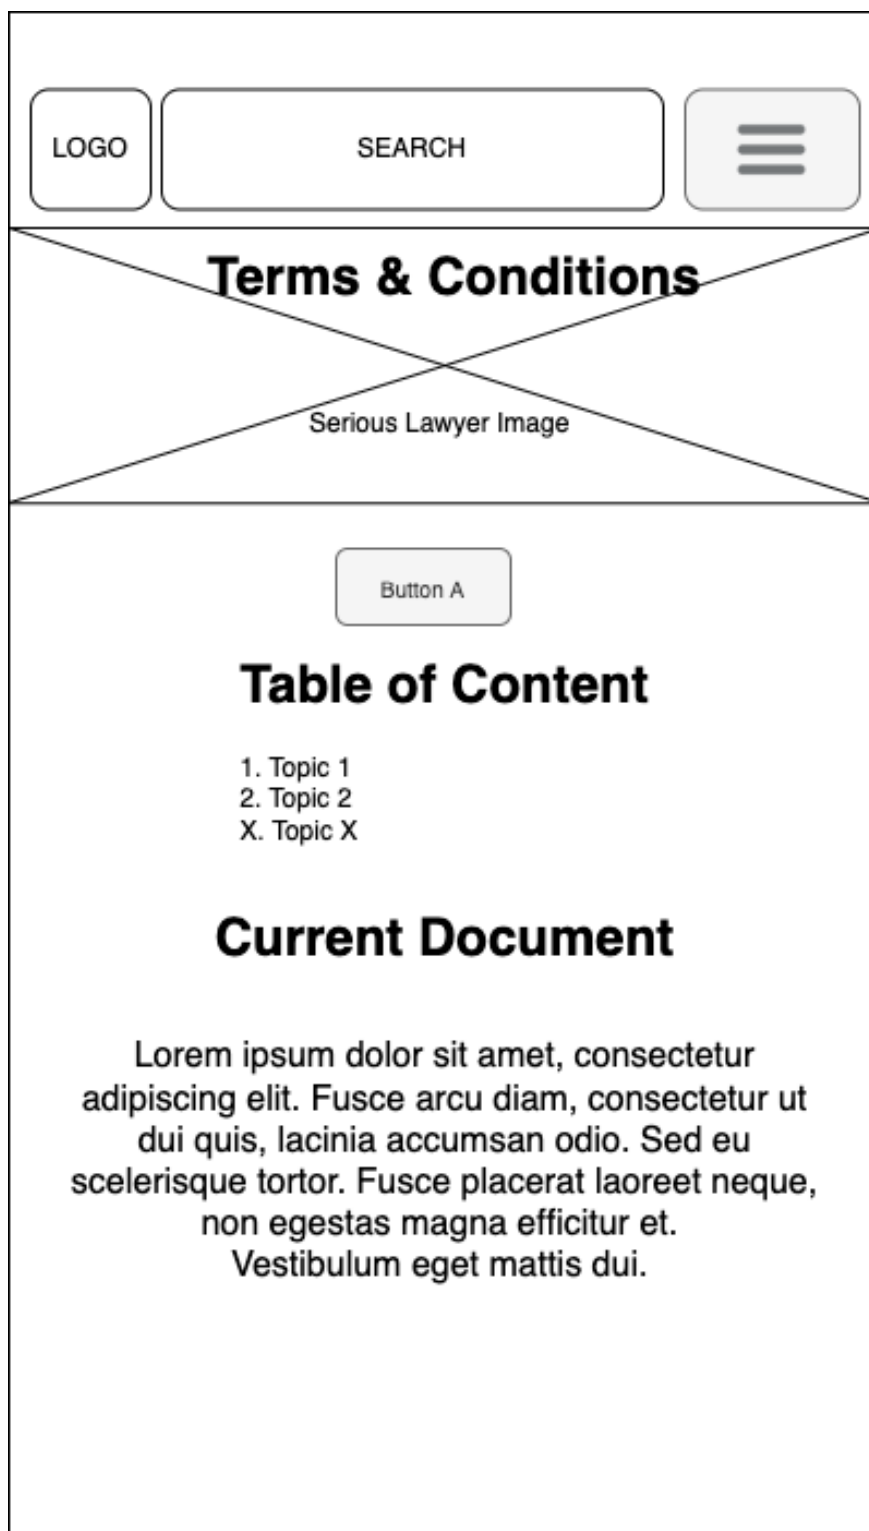 LOGO
SEARCH
Terms & Conditions
Serious Lawyer Image
Button A
Table of Content
1. Topic 1
2. Topic 2
X. Topic X
Current Document
Lorem ipsum dolor sit amet, consectetur
adipiscing elit. Fusce arcu diam, consectetur ut
dui quis, lacinia accumsan odio. Sed eu
scelerisque tortor. Fusce placerat laoreet neque,
non egestas magna efficitur et.
Vestibulum eget mattis dui.